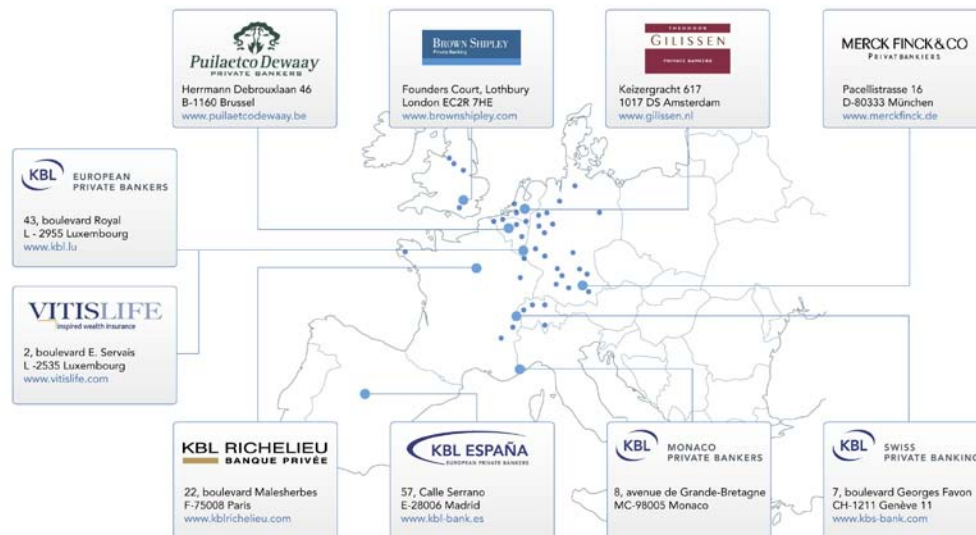 Puilaetco Dewaay
PRIVATE BANKERS
Herrmann Debrouxlaan 46
B-1160 Brussel
www.puilaetcodewaay.be
BROWN SHIPLEY
Private Banking
Founders Court, Lothbury
London EC2R 7HE
www.brownshipley.com
THEODOOR
GILISSEN
PRIVATE BANKERS
Keizergracht 617
1017 DS Amsterdam
www.gilissen.nl
MERCK FINCK & CO
PRIVATBANKIERS
Pacellistrasse 16
D-80333 München
www.merckfinck.de
KBL EUROPEAN
PRIVATE BANKERS
43, boulevard Royal
L - 2955 Luxembourg
www.kbl.lu
VITISLIFE
inspired wealth insurance
2, boulevard E. Servais
L -2535 Luxembourg
www.vitislife.com
KBL RICHELIEU
BANQUE PRIVÉE
22, boulevard Malesherbes
F-75008 Paris
www.kblrichelieu.com
KBL ESPAÑA
EUROPEAN PRIVATE BANKERS
57, Calle Serrano
E-28006 Madrid
www.kbl-bank.es
KBL MONACO
PRIVATE BANKERS
8, avenue de Grande-Bretagne
MC-98005 Monaco
KBL SWISS
PRIVATE BANKING
7, boulevard Georges Favon
CH-1211 Genève 11
www.kbs-bank.com